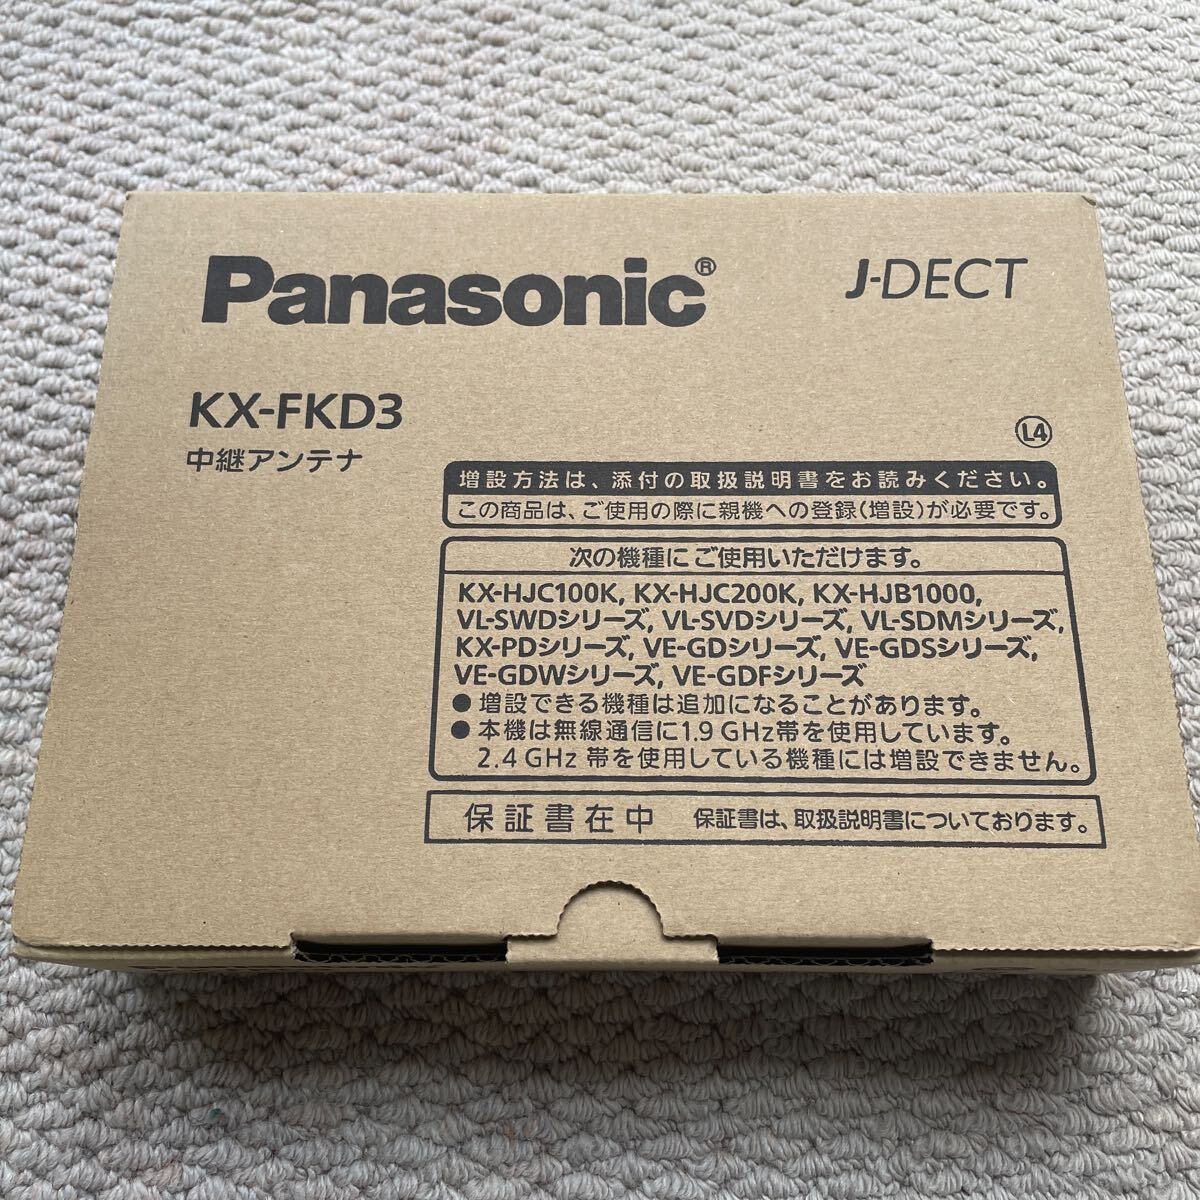 Panasonic®
J-DECT
KX-FKD3
中継アンテナ
L4
増設方法は、添付の取扱説明書をお読みください。
この商品は、ご使用の際に親機への登録(増設)が必要です。
次の機種にご使用いただけます。
KX-HJC100K, KX-HJC200K, KX-HJB1000,
VL-SWDシリーズ, VL-SVDシリーズ, VL-SDMシリーズ,
KX-PDシリーズ, VE-GDシリーズ, VE-GDSシリーズ,
VE-GDWシリーズ, VE-GDFシリーズ
●増設できる機種は追加になることがあります。
●本機は無線通信に1.9 GHz帯を使用しています。
2.4 GHz 帯を使用している機種には増設できません。
保証書在中 保証書は、取扱説明書についております。